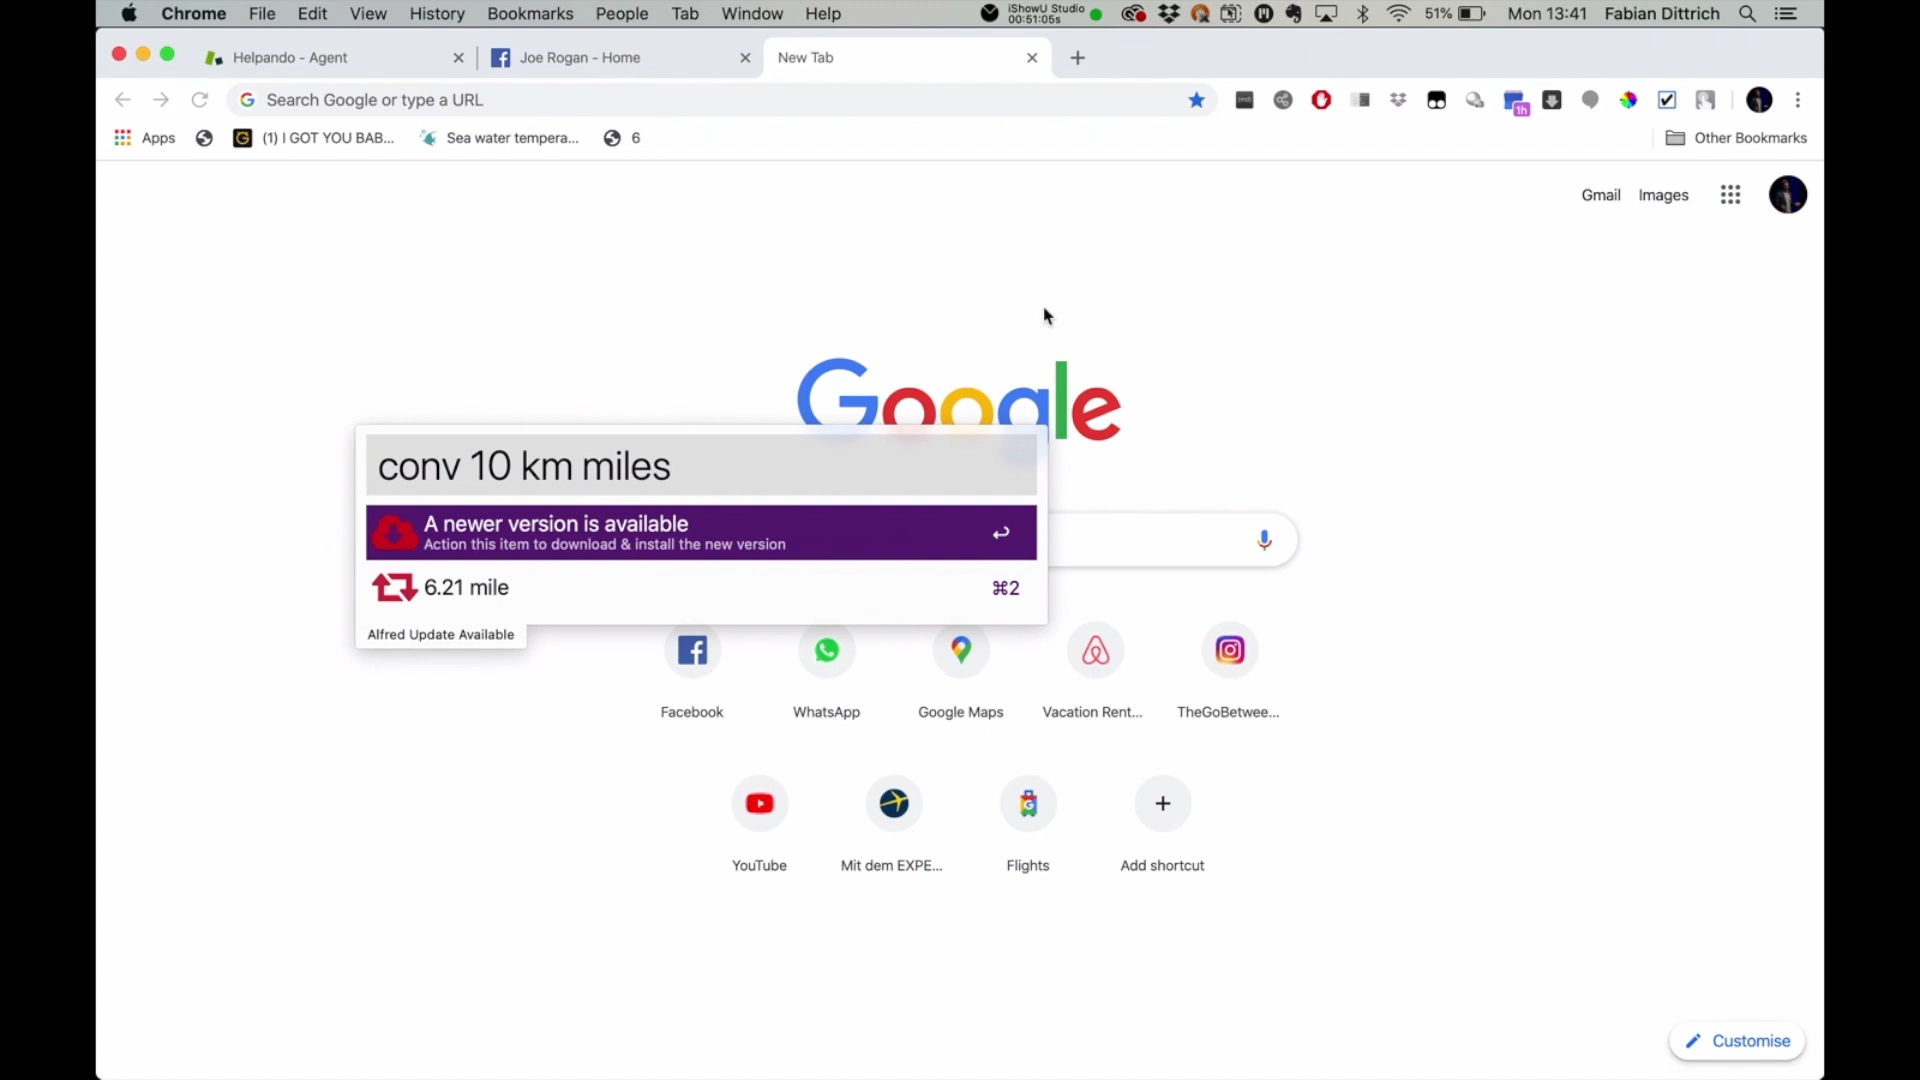 Chrome File Edit View History Bookmarks People Tab Window Help iShowU Studio 00:51:05s 51% Mon 13:41 Fabian Dittrich
Helpando - Agent Joe Rogan - Home New Tab
Search Google or type a URL
1h
Apps (1) I GOT YOU BAB... Sea water tempera... 6 Other Bookmarks
Gmail Images
Google
conv 10 km miles
A newer version is available
Action this item to download & install the new version
6.21 mile ⌘2
Alfred Update Available
Facebook WhatsApp Google Maps Vacation Rent... TheGoBetwee...
YouTube Mit dem EXPE... Flights Add shortcut
Customise